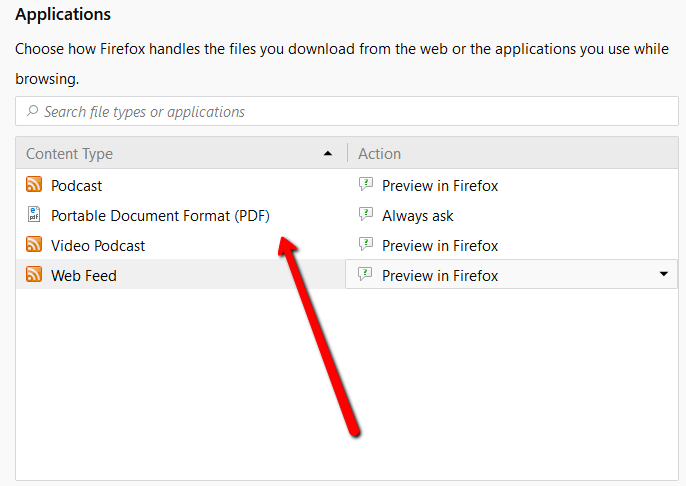 Applications
Choose how Firefox handles the files you download from the web or the applications you use while
browsing.
Search file types or applications
Content Type Action
Podcast Preview in Firefox
Portable Document Format (PDF) Always ask
Video Podcast Preview in Firefox
Web Feed Preview in Firefox